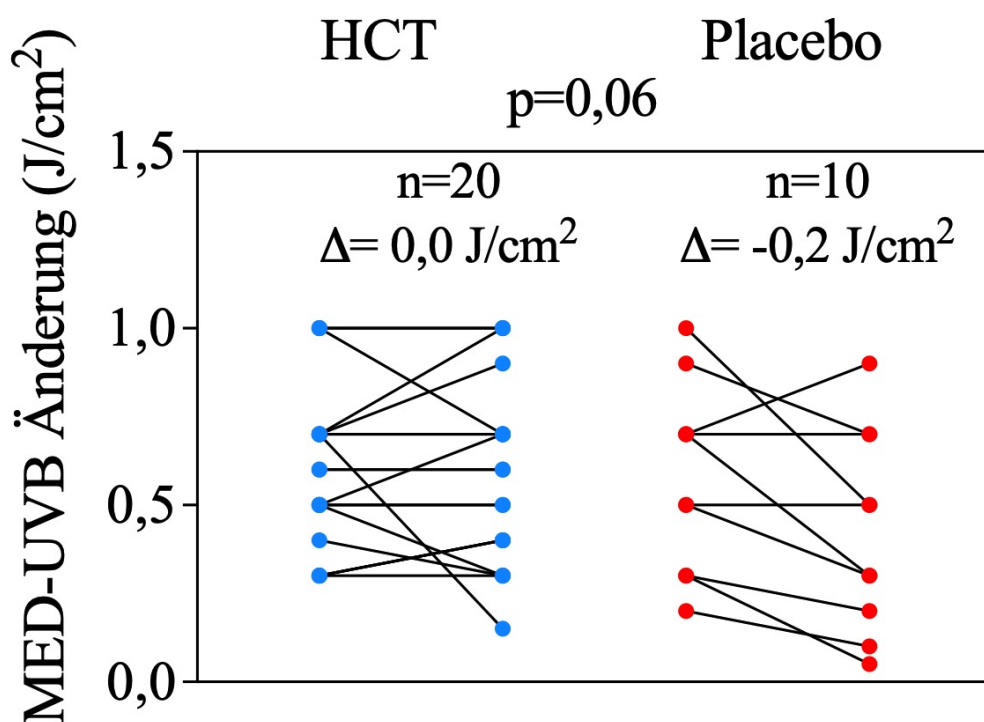 MED-UVB Änderung (J/cm²)
HCT Placebo
p=0,06
1,5
n=20 n=10
Δ= 0,0 J/cm² Δ= -0,2 J/cm²
1,0
0,5
0,0